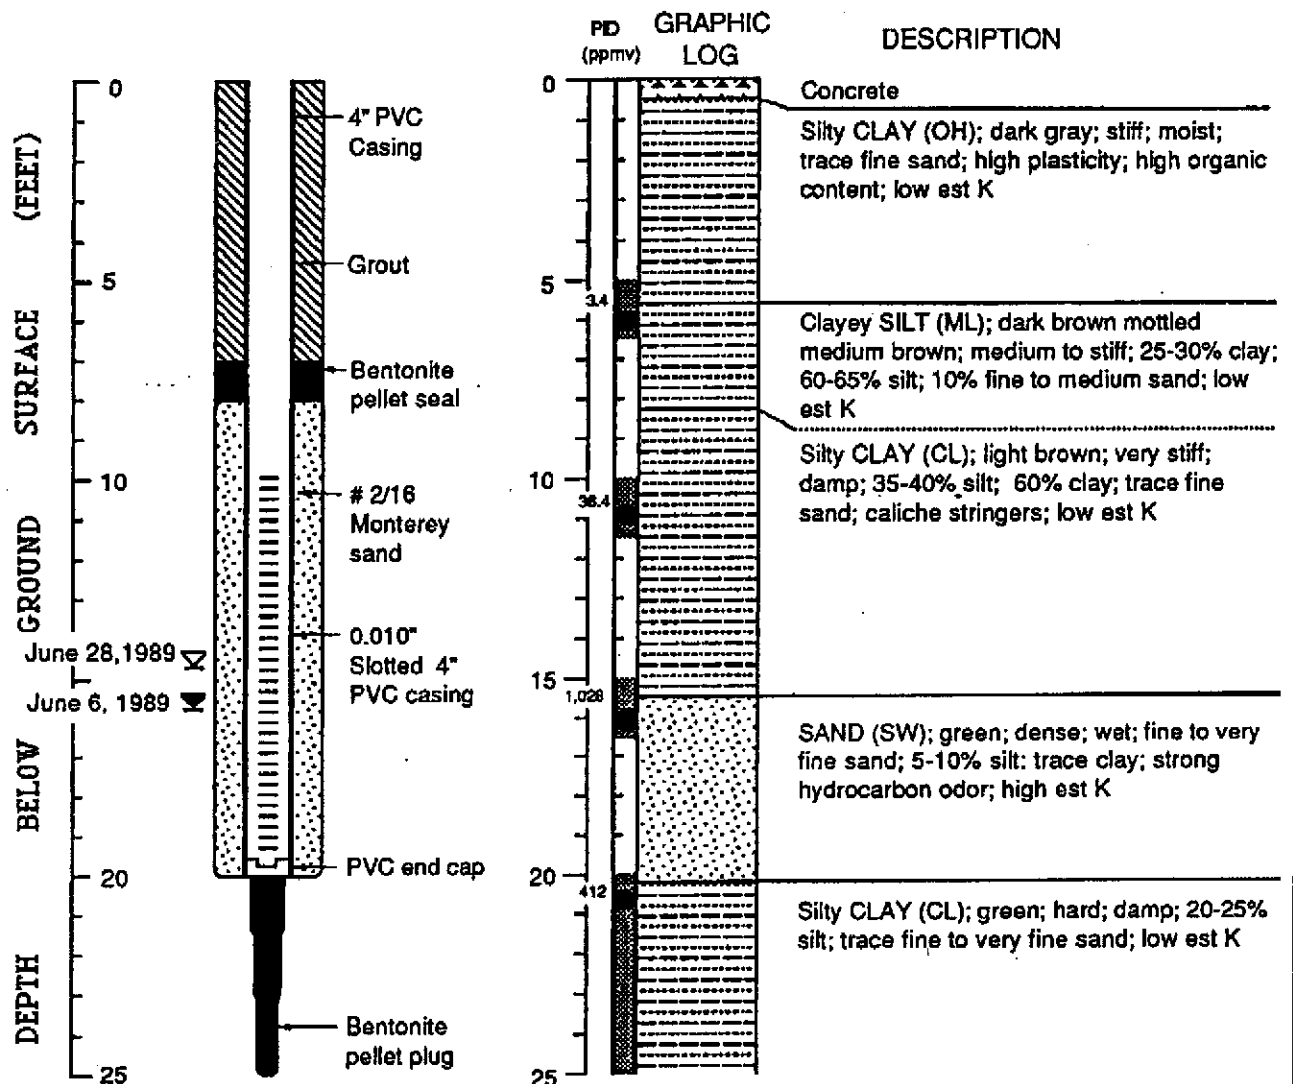 PID
(ppmv)
GRAPHIC
LOG
DESCRIPTION
DEPTH BELOW GROUND SURFACE (FEET)
0
5
10
20
25
June 28,1989
June 6, 1989
4" PVC
Casing
Grout
Bentonite
pellet seal
# 2/16
Monterey
sand
0.010"
Slotted 4"
PVC casing
PVC end cap
Bentonite
pellet plug
0
5
10
15
20
25
3.4
36.4
1,028
412
Concrete
Silty CLAY (OH); dark gray; stiff; moist;
trace fine sand; high plasticity; high organic
content; low est K
Clayey SILT (ML); dark brown mottled
medium brown; medium to stiff; 25-30% clay;
60-65% silt; 10% fine to medium sand; low
est K
Silty CLAY (CL); light brown; very stiff;
damp; 35-40% silt; 60% clay; trace fine
sand; caliche stringers; low est K
SAND (SW); green; dense; wet; fine to very
fine sand; 5-10% silt: trace clay; strong
hydrocarbon odor; high est K
Silty CLAY (CL); green; hard; damp; 20-25%
silt; trace fine to very fine sand; low est K